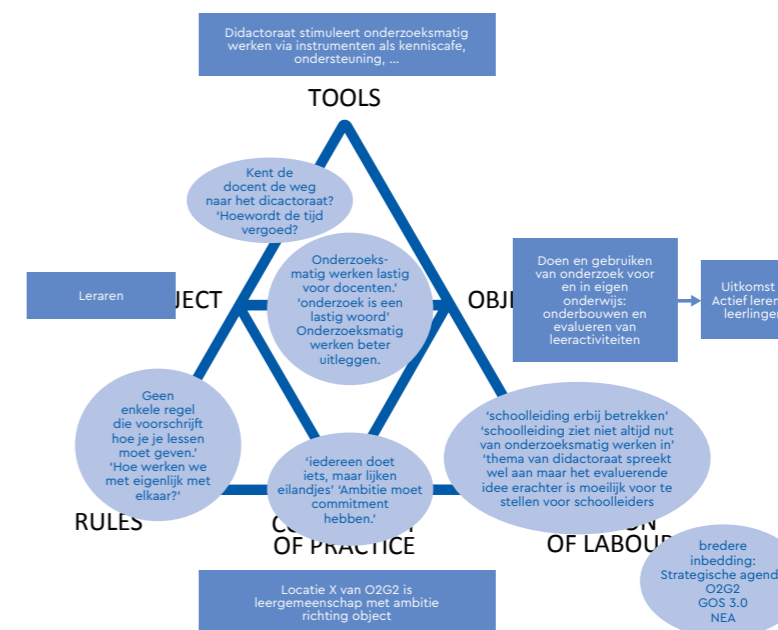 Didactoraat stimuleert onderzoeksmatig
werken via instrumenten als kenniscafe,
ondersteuning, ...
TOOLS
Kent de
docent de weg
naar het dicactoraat?
‘Hoewordt de tijd
vergoed?
Onderzoeks-
matig werken lastig
voor docenten.’
‘onderzoek is een
lastig woord’
Onderzoeksmatig
werken beter
uitleggen.
Leraren
JECT
OBJ
Doen en gebruiken
van onderzoek voor
en in eigen
onderwijs:
onderbouwen en
evalueren van
leeractiviteiten
Uitkomst
Actief leren
leerlingen
Geen
enkele regel
die voorschrijft
hoe je je lessen
moet geven.’
‘Hoe werken we
met eigenlijk met
elkaar?’
‘iedereen doet
iets, maar lijken
eilandjes’ ‘Ambitie moet
commitment
hebben.’
‘schoolleiding erbij betrekken’
‘schoolleiding ziet niet altijd nut
van onderzoeksmatig werken in’
‘thema van didactoraat spreekt
wel aan maar het evaluerende
idee erachter is moeilijk voor te
stellen voor schoolleiders
RULES
OF PRACTICE
ON
OF LABOUR
bredere
inbedding:
Strategische agend
O2G2
GOS 3.0
NEA
Locatie X van O2G2 is
leergemeenschap met ambitie
richting object